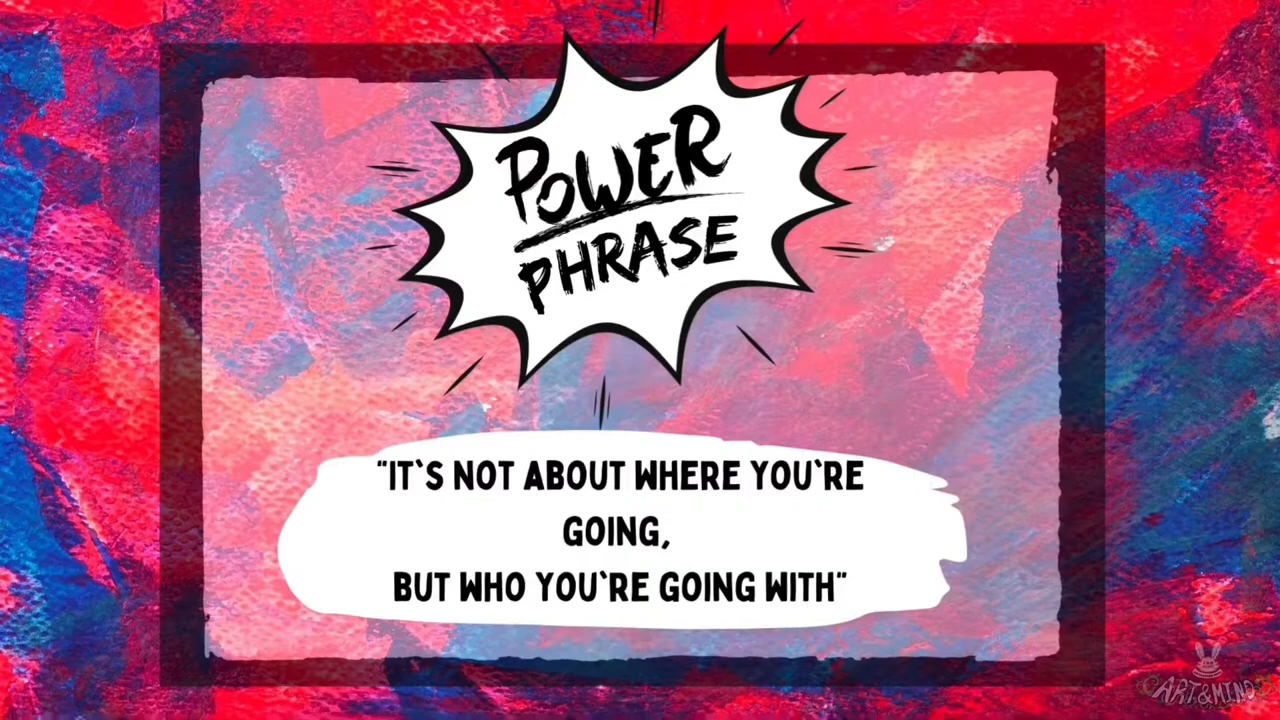 POWER
PHRASE
"IT`S NOT ABOUT WHERE YOU`RE
GOING,
BUT WHO YOU`RE GOING WITH"
ART&MIND